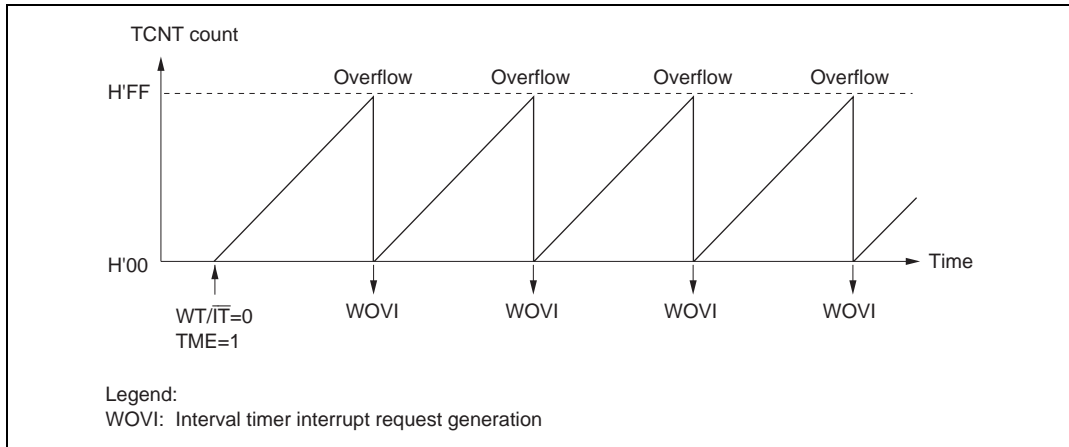 TCNT count
Overflow Overflow Overflow Overflow
H'FF
H'00
Time
WT/I̅T̅=0
TME=1
WOVI WOVI WOVI WOVI
Legend:
WOVI: Interval timer interrupt request generation